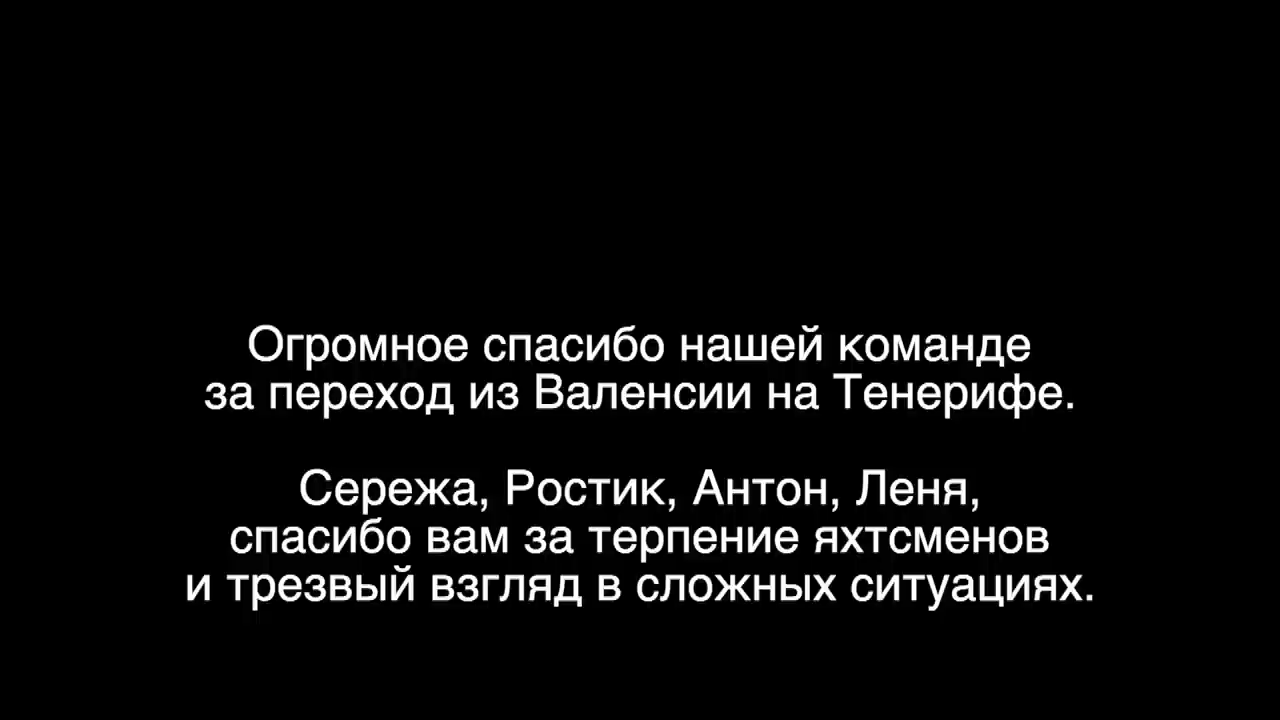 Огромное спасибо нашей команде
за переход из Валенсии на Тенерифе.
Сережа, Ростик, Антон, Леня,
спасибо вам за терпение яхтсменов
и трезвый взгляд в сложных ситуациях.